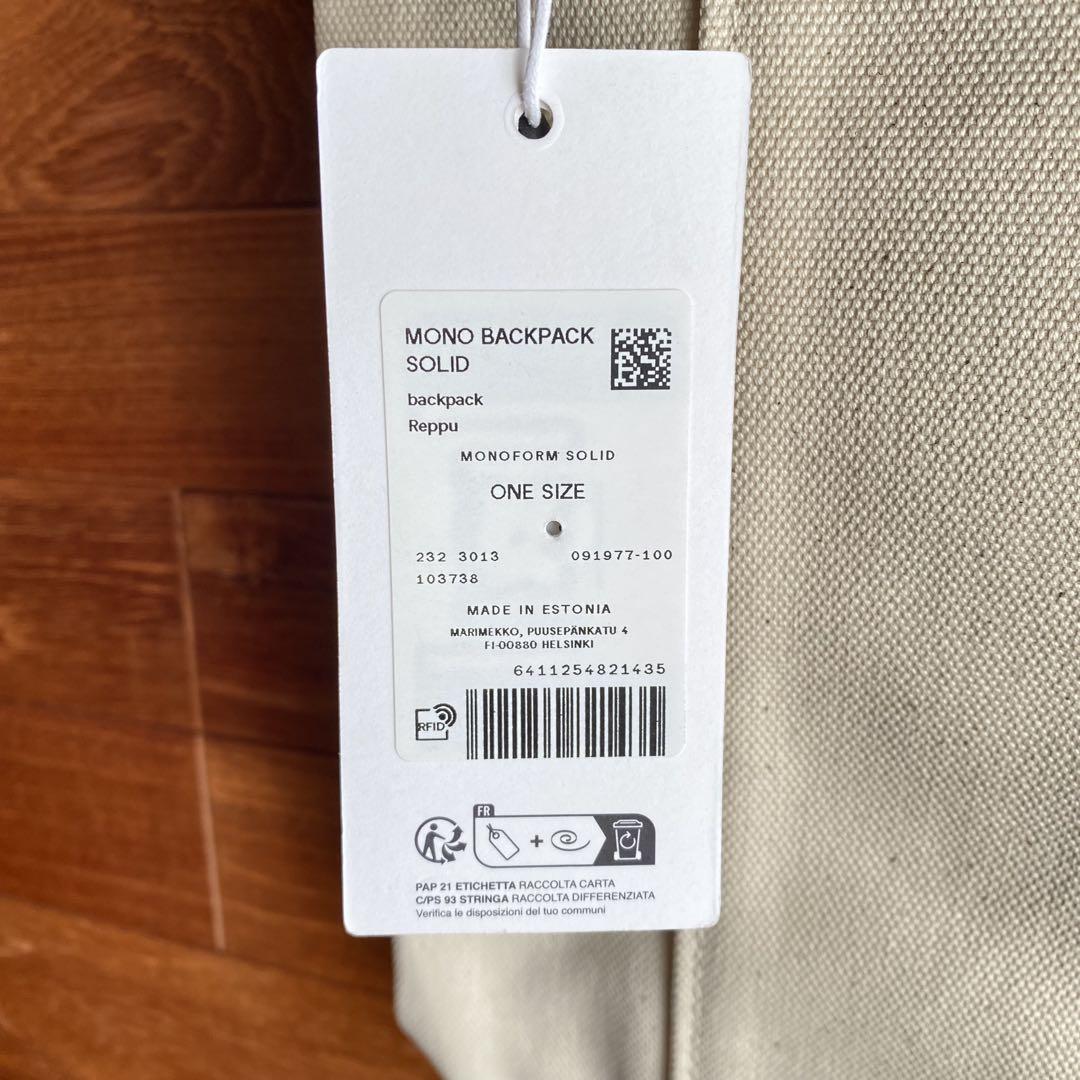 MONO BACKPACK
SOLID
backpack
Reppu
MONOFORM SOLID
ONE SIZE
232 3013 091977-100
103738
MADE IN ESTONIA
MARIMEKKO, PUUSEPÄNKATU 4
FI-00880 HELSINKI
6411254821435
RFID
FR
+
PAP 21 ETICHETTA RACCOLTA CARTA
C/PS 93 STRINGA RACCOLTA DIFFERENZIATA
Verifica le disposizioni del tuo communi